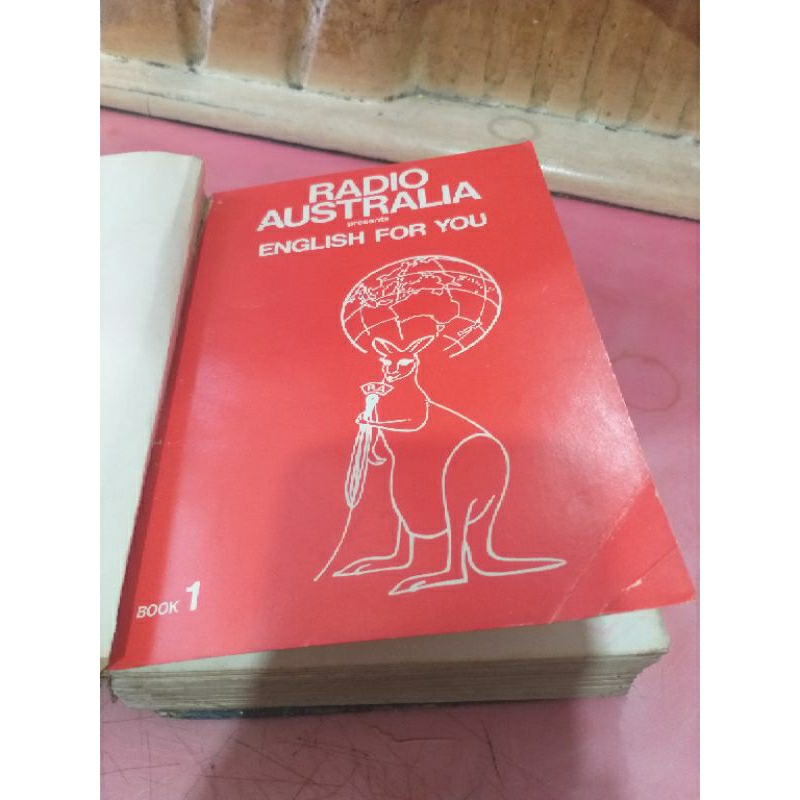 RADIO
AUSTRALIA
presents
ENGLISH FOR YOU
RA
BOOK 1